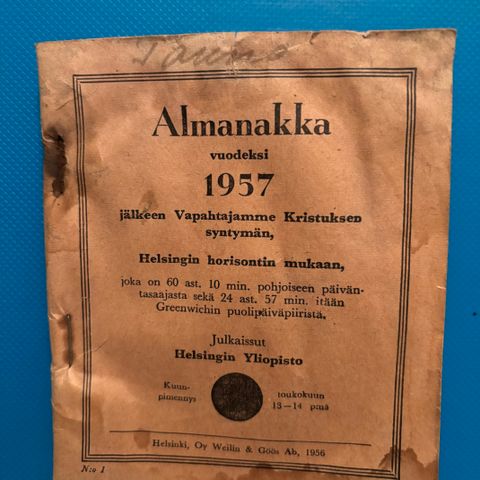 Almanakka
vuodeksi
1957
jälkeen Vapahtajamme Kristuksen
syntymän,
Helsingin horisontin mukaan,
joka on 60 ast. 10 min. pohjoiseen päivän-
tasaajasta sekä 24 ast. 57 min. itään
Greenwichin puolipäiväpiiristä.
Julkaissut
Helsingin Yliopisto
Kuun-
pimennys
toukokuun
13—14 p:nä
Helsinki, Oy Weilin & Göös Ab, 1956
N:o 1